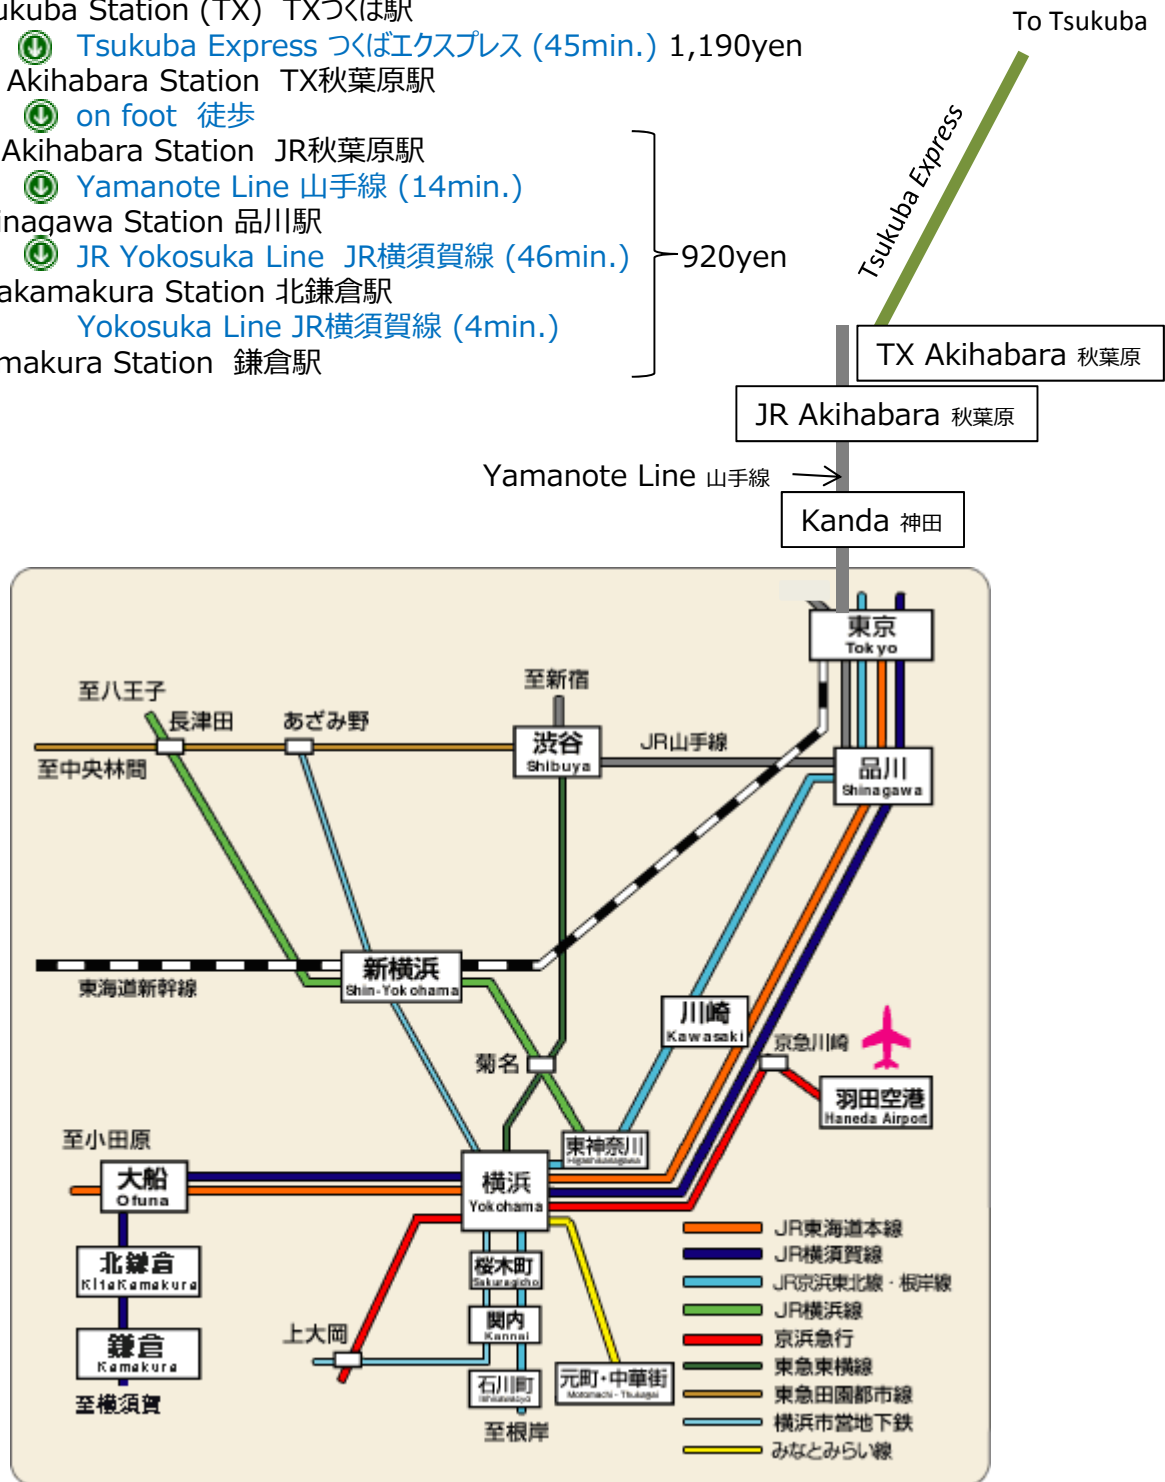 ukuba Station (TX) TXつくば駅
Tsukuba Express つくばエクスプレス (45min.) 1,190yen
Akihabara Station TX秋葉原駅
on foot 徒歩
Akihabara Station JR秋葉原駅
Yamanote Line 山手線 (14min.)
inagawa Station 品川駅
JR Yokosuka Line JR横須賀線 (46min.)
920yen
akamakura Station 北鎌倉駅
Yokosuka Line JR横須賀線 (4min.)
makura Station 鎌倉駅
To Tsukuba
Tsukuba Express
TX Akihabara 秋葉原
JR Akihabara 秋葉原
Yamanote Line 山手線
Kanda 神田
東京
Tokyo
至八王子
長津田
あざみ野
至新宿
渋谷
Shibuya
JR山手線
至中央林間
品川
Shinagawa
新横浜
Shin-Yokohama
東海道新幹線
川崎
Kawasaki
菊名
京急川崎
羽田空港
Haneda Airport
東神奈川
至小田原
大船
Ofuna
横浜
Yokohama
北鎌倉
KitaKamakura
桜木町
Sakuragicho
鎌倉
Kamakura
関内
Kannai
上大岡
石川町
元町・中華街
至横須賀
至根岸
JR東海道本線
JR横須賀線
JR京浜東北線・根岸線
JR横浜線
京浜急行
東急東横線
東急田園都市線
横浜市営地下鉄
みなとみらい線